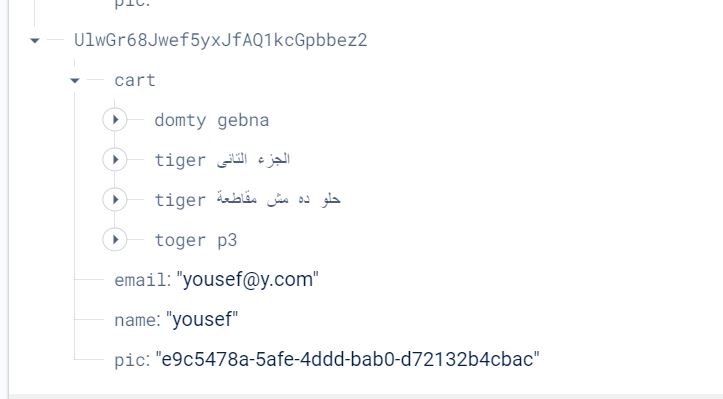 pic:
UlwGr68Jwef5yxJfAQ1kcGpbbez2
cart
domty gebna
tiger الجزء التانى
tiger حلو ده مش مقاطعة
toger p3
email: "yousef@y.com"
name: "yousef"
pic: "e9c5478a-5afe-4ddd-bab0-d72132b4cbac"